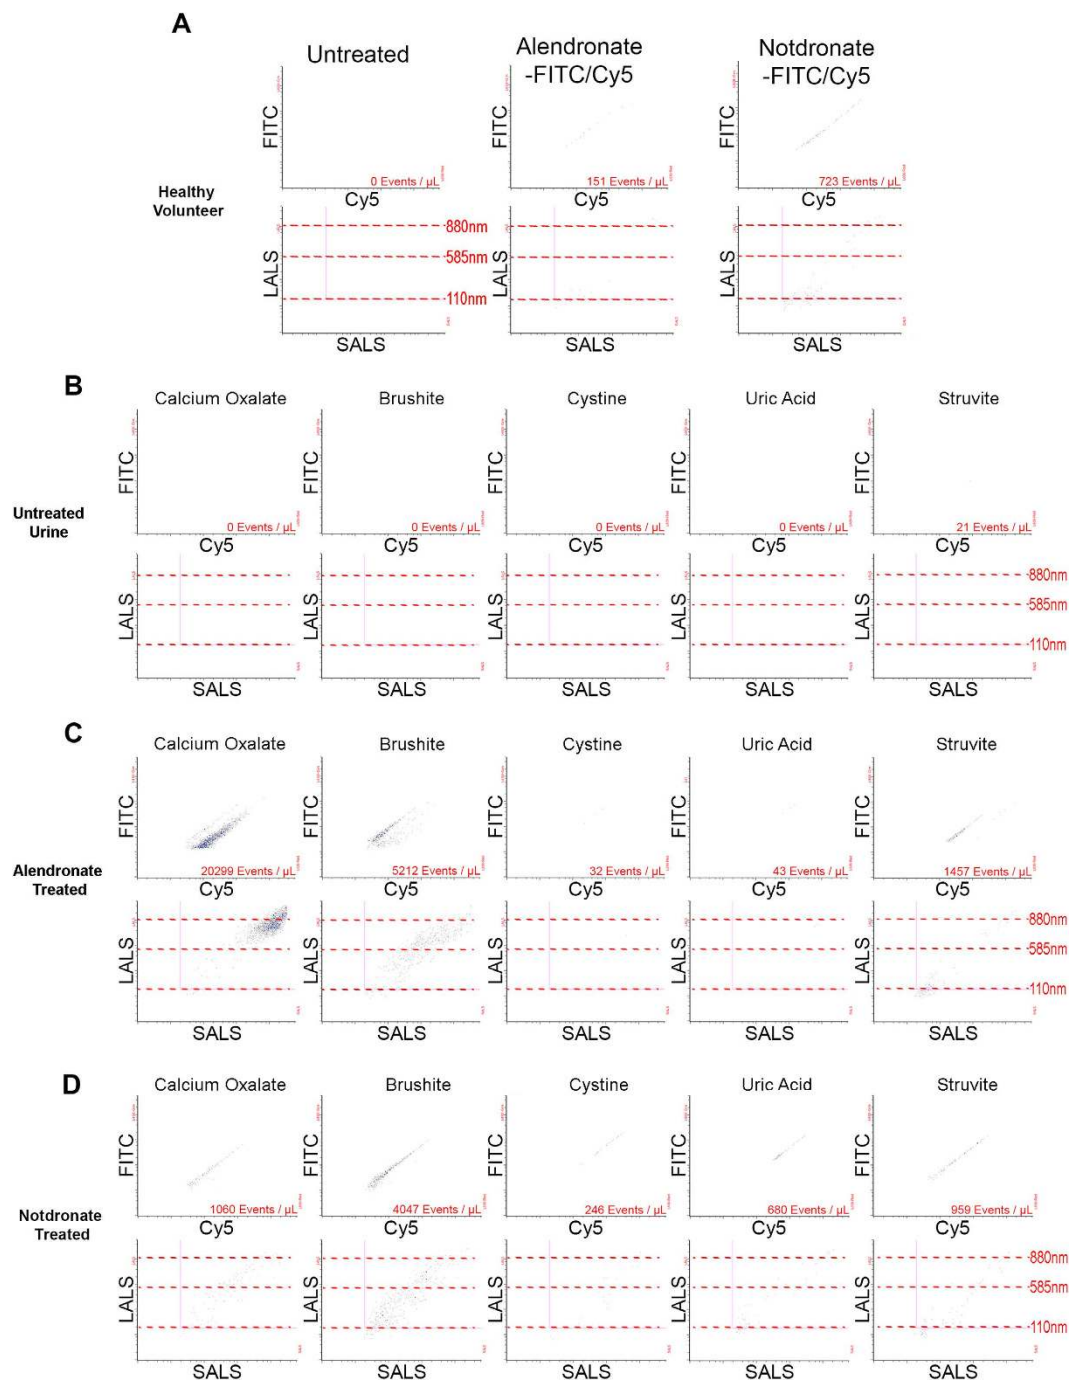 A
Untreated
Alendronate
-FITC/Cy5
Notdronate
-FITC/Cy5
Healthy
Volunteer
FITC
0 Events / µL
Cy5
FITC
151 Events / µL
Cy5
FITC
723 Events / µL
Cy5
LALS
880nm
585nm
110nm
SALS
LALS
SALS
LALS
SALS
B
Calcium Oxalate
Brushite
Cystine
Uric Acid
Struvite
Untreated
Urine
FITC
0 Events / µL
Cy5
FITC
0 Events / µL
Cy5
FITC
0 Events / µL
Cy5
FITC
0 Events / µL
Cy5
FITC
21 Events / µL
Cy5
LALS
SALS
LALS
SALS
LALS
SALS
LALS
SALS
LALS
880nm
585nm
110nm
SALS
C
Calcium Oxalate
Brushite
Cystine
Uric Acid
Struvite
Alendronate
Treated
FITC
20299 Events / µL
Cy5
FITC
5212 Events / µL
Cy5
FITC
32 Events / µL
Cy5
FITC
43 Events / µL
Cy5
FITC
1457 Events / µL
Cy5
LALS
SALS
LALS
SALS
LALS
SALS
LALS
SALS
LALS
880nm
585nm
110nm
SALS
D
Calcium Oxalate
Brushite
Cystine
Uric Acid
Struvite
Notdronate
Treated
FITC
1060 Events / µL
Cy5
FITC
4047 Events / µL
Cy5
FITC
246 Events / µL
Cy5
FITC
680 Events / µL
Cy5
FITC
959 Events / µL
Cy5
LALS
SALS
LALS
SALS
LALS
SALS
LALS
SALS
LALS
880nm
585nm
110nm
SALS